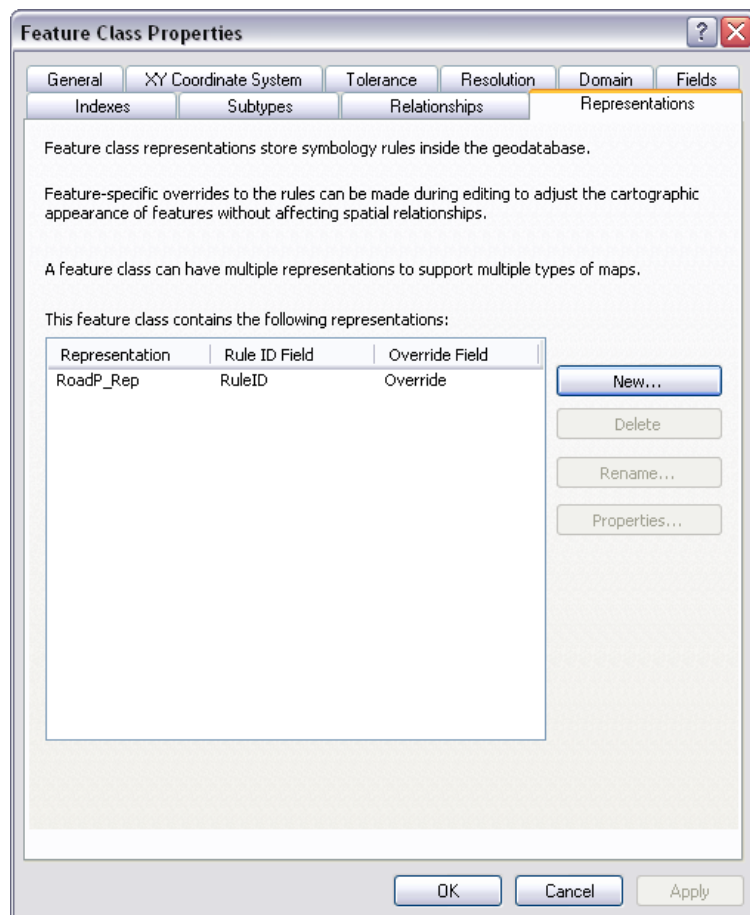 Feature Class Properties
General XY Coordinate System Tolerance Resolution Domain Fields
Indexes Subtypes Relationships Representations
Feature class representations store symbology rules inside the geodatabase.
Feature-specific overrides to the rules can be made during editing to adjust the cartographic
appearance of features without affecting spatial relationships.
A feature class can have multiple representations to support multiple types of maps.
This feature class contains the following representations:
Representation Rule ID Field Override Field
RoadP_Rep RuleID Override
New...
Delete
Rename...
Properties...
OK Cancel Apply